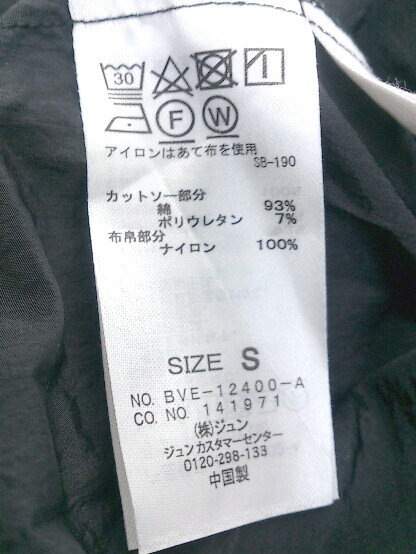 30
F W
アイロンはあて布を使用
SB-190
カットソー部分
綿 93%
ポリウレタン 7%
布帛部分
ナイロン 100%
SIZE S
NO. BVE-12400-A
CO. NO. 141971
(株)ジュン
ジュンカスタマーセンター
0120-298-133
中国製